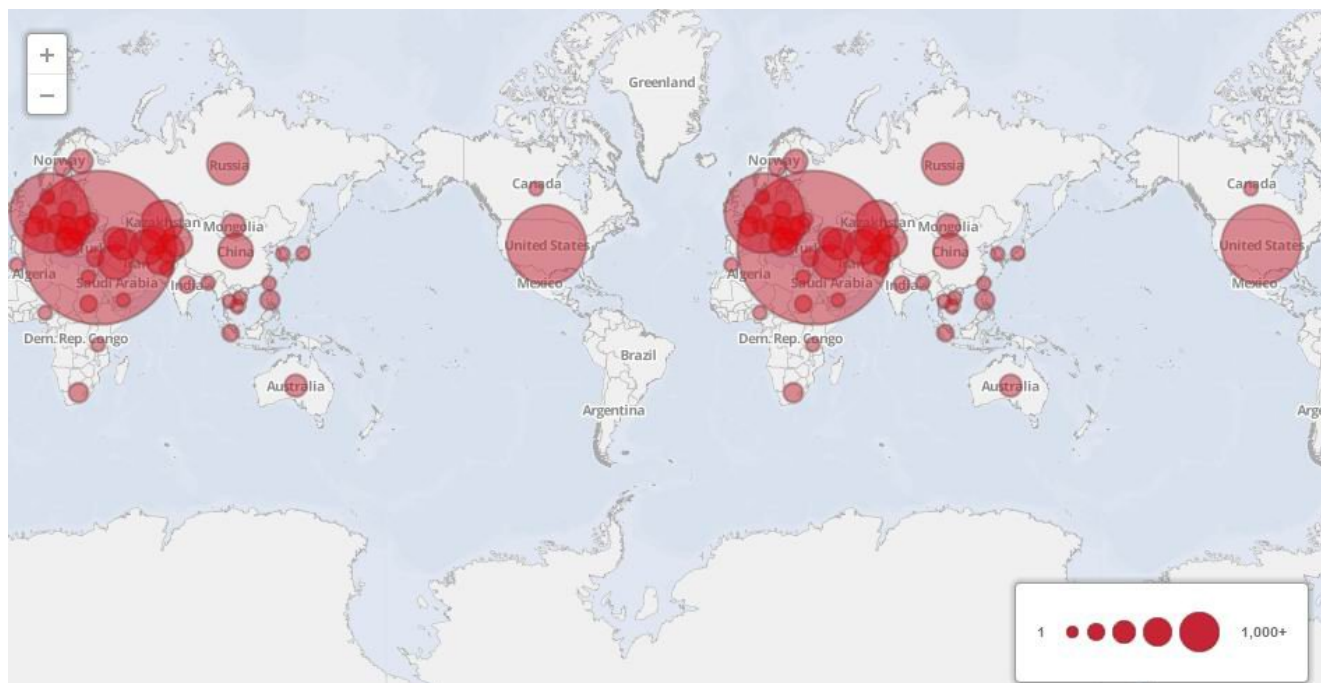 +
−
Greenland
Norway
Russia
Canada
Norway
Russia
Canada
Kazakhstan
Mongolia
Kazakhstan
Mongolia
China
United States
China
United States
Algeria
Saudi Arabia
India
Mexico
Algeria
Saudi Arabia
India
Mexico
Dem. Rep. Congo
Brazil
Dem. Rep. Congo
Australia
Argentina
Australia
1
1,000+